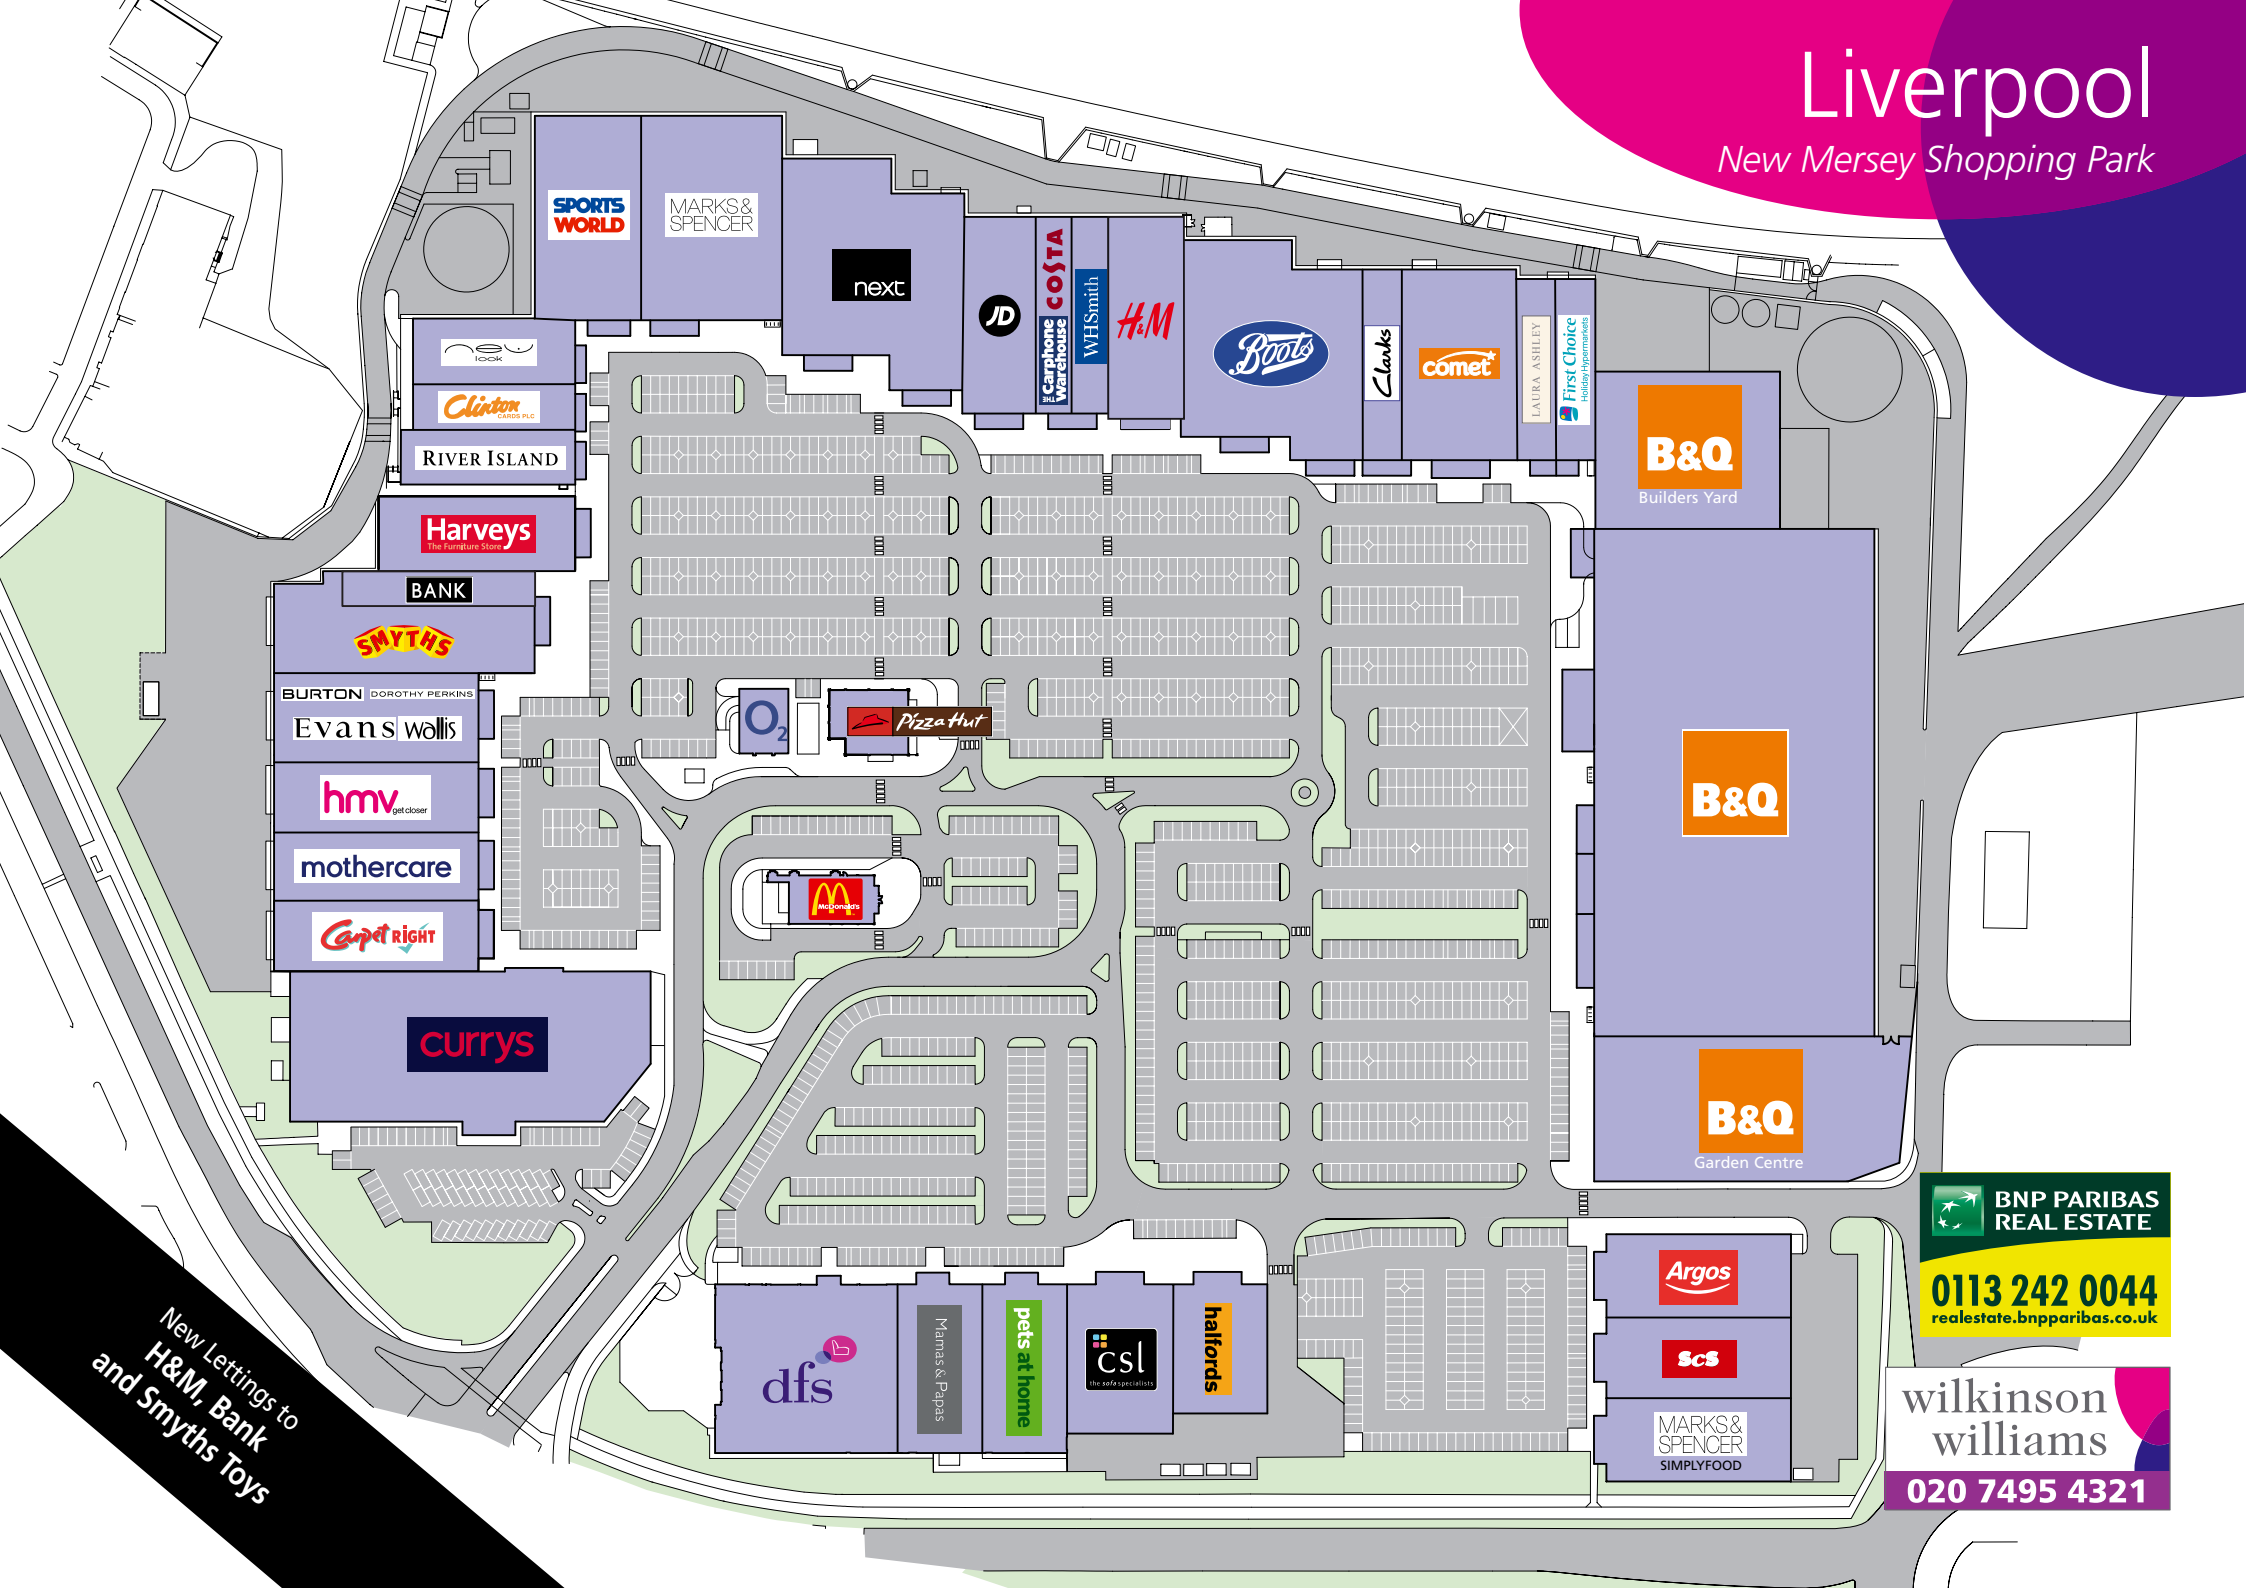 Liverpool
New Mersey Shopping Park
SPORTS
WORLD
MARKS &
SPENCER
next
JD
COSTA
THE carphone
warehouse
WHSmith
H&M
Boots
Clarks
comet
LAURA ASHLEY
First Choice
Holiday Hypermarkets
new
look
Clinton
CARDS PLC
RIVER ISLAND
Harveys
The Furniture Store
BANK
SMYTHS
BURTON
DOROTHY PERKINS
Evans
Wallis
hmv
get closer
mothercare
Carpet RIGHT
currys
O2
Pizza Hut
McDonald's
B&Q
Builders Yard
B&Q
B&Q
Garden Centre
dfs
Mamas & Papas
pets at home
csl
the sofa specialists
halfords
Argos
SCS
MARKS &
SPENCER
SIMPLYFOOD
New Lettings to
H&M, Bank
and Smyths Toys
BNP PARIBAS
REAL ESTATE
0113 242 0044
realestate.bnpparibas.co.uk
wilkinson
williams
020 7495 4321